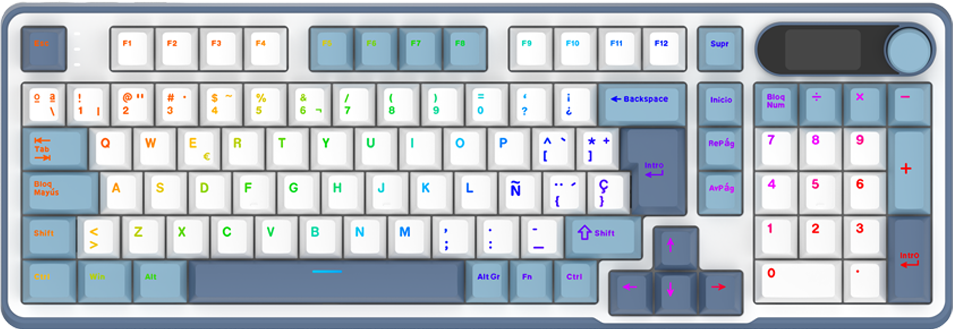 Esc F1 F2 F3 F4 F5 F6 F7 F8 F9 F10 F11 F12 Supr
º ª \ ! 1 | @ " 2 # · 3 $ ~ 4 % 5 & 6 ¬ / 7 ( 8 ) 9 = 0 ? ' ¡ ¿ ← Backspace Inicio Bloq Num ÷ × −
Tab Q W E € R T Y U I O P ^ ` [ * + ] Intro RePág 7 8 9 +
Bloq Mayús A S D F G H J K L Ñ ¨ ´ { Ç } AvPág 4 5 6
Shift < > Z X C V B N M , ; . : - _ ⇧ Shift ↑ 1 2 3 Intro
Ctrl Win Alt Alt Gr Fn Ctrl ← ↓ → 0 .